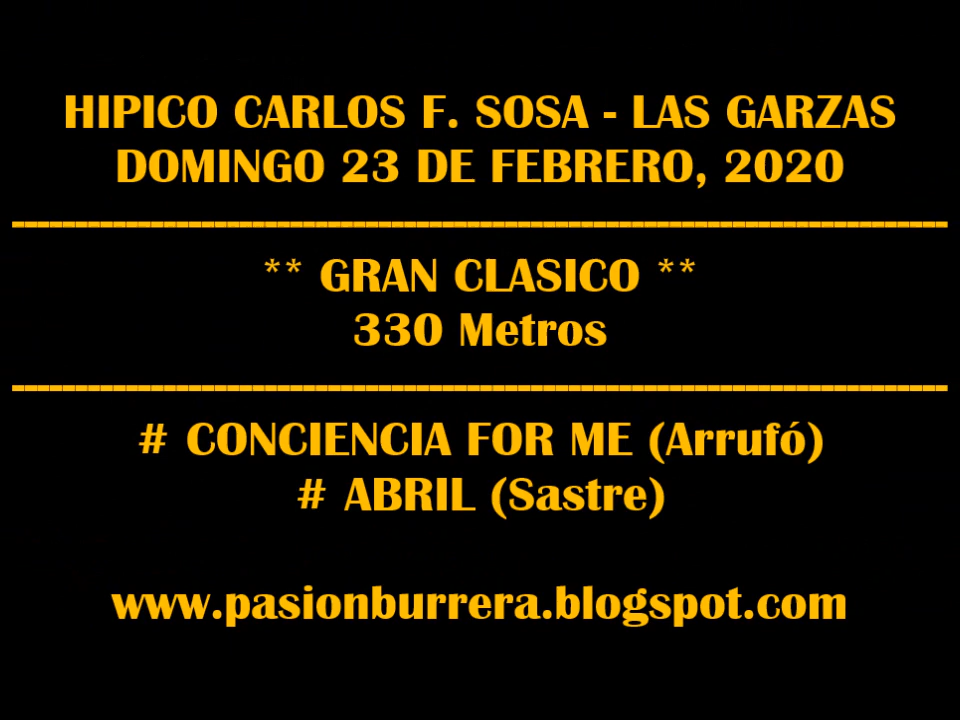 HIPICO CARLOS F. SOSA - LAS GARZAS
DOMINGO 23 DE FEBRERO, 2020
------------------------------------------------------------------------
** GRAN CLASICO **
330 Metros
------------------------------------------------------------------------
# CONCIENCIA FOR ME (Arrufó)
# ABRIL (Sastre)
www.pasionburrera.blogspot.com